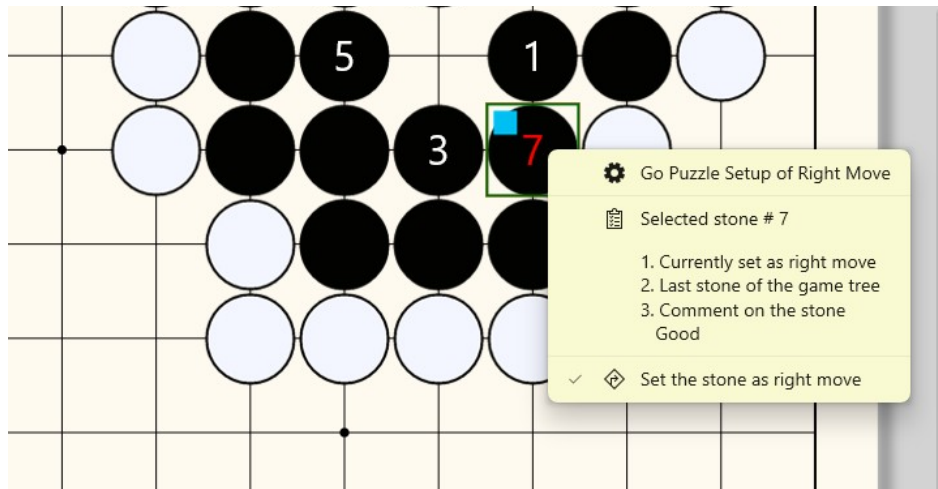 5
1
3
7
Go Puzzle Setup of Right Move
Selected stone # 7
1. Currently set as right move
2. Last stone of the game tree
3. Comment on the stone
Good
Set the stone as right move